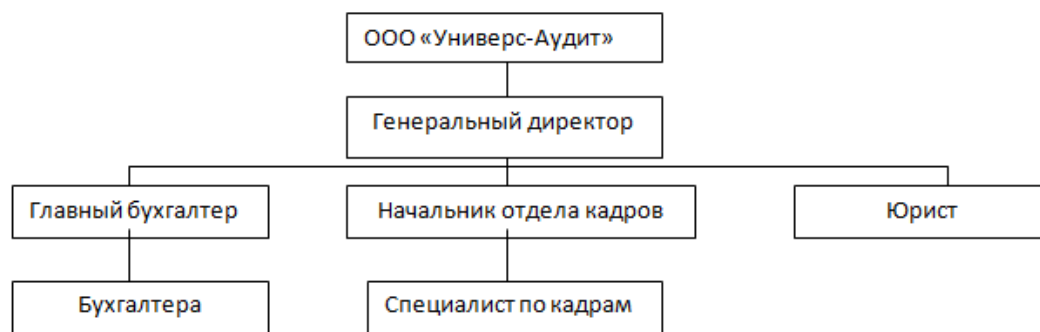 ООО «Универс-Аудит»
Генеральный директор
Главный бухгалтер
Начальник отдела кадров
Юрист
Бухгалтера
Специалист по кадрам